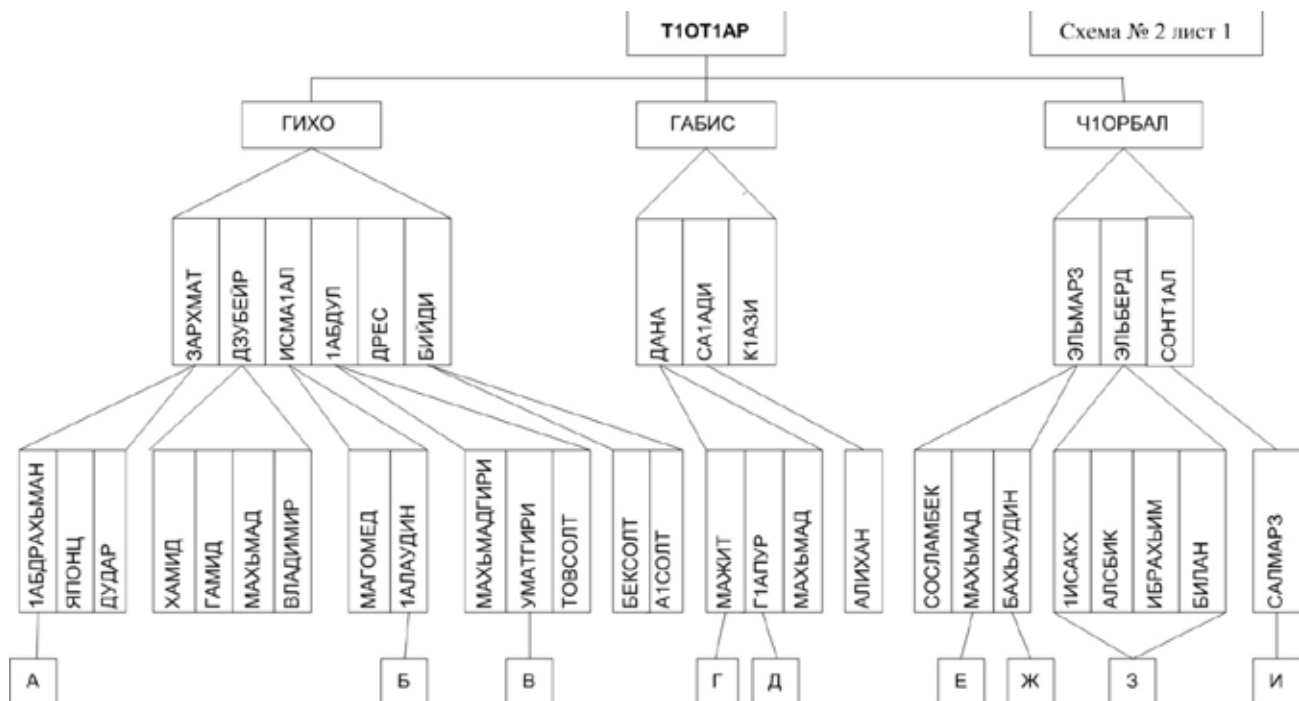 Т1ОТ1АР
Схема № 2 лист 1
ГИХО
ГАБИС
Ч1ОРБАЛ
ЗАРХМАТ
ДЗУБЕЙР
ИСМА1АЛ
1АБДУЛ
ДРЕС
БИЙДИ
ДАНА
СА1АДИ
К1АЗИ
ЭЛЬМАРЗ
ЭЛЬБЕРД
СОНТ1АЛ
1АБДРАХЬМАН
ЯПОНЦ
ДУДАР
ХАМИД
ГАМИД
МАХЬМАД
ВЛАДИМИР
МАГОМЕД
1АЛАУДИН
МАХЬМАДГИРИ
УМАТГИРИ
ТОВСОЛТ
БЕКСОЛТ
А1СОЛТ
МАЖИТ
Г1АПУР
МАХЬМАД
АЛИХАН
СОСЛАМБЕК
МАХЬМАД
БАХЬАУДИН
1ИСАКХ
АЛСБИК
ИБРАХЬИМ
БИЛАН
САЛМАРЗ
А
Б
В
Г
Д
Е
Ж
З
И